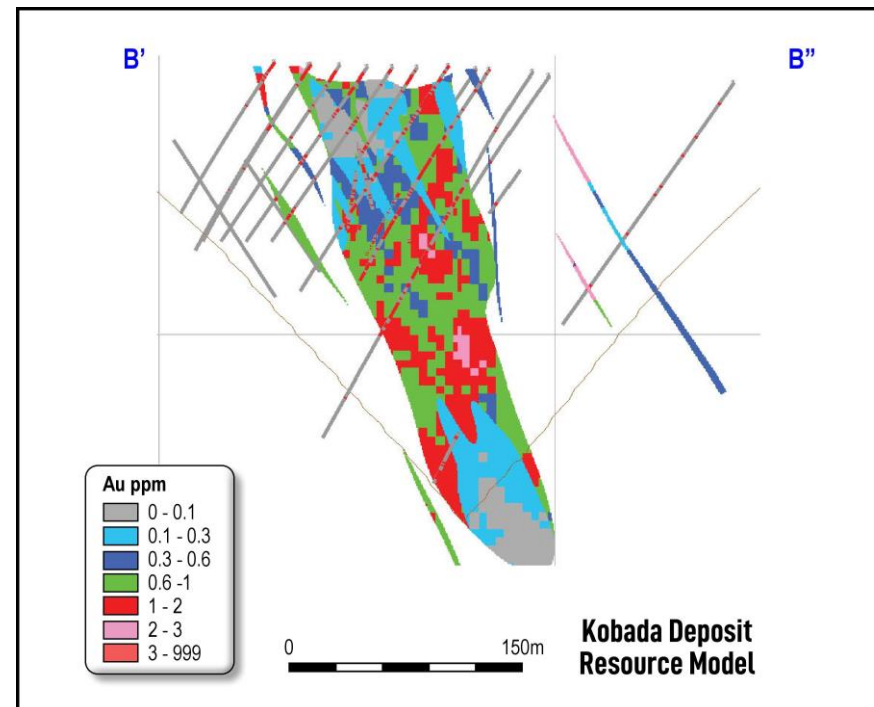 B’
B”
Au ppm
0 - 0.1
0.1 - 0.3
0.3 - 0.6
0.6 -1
1 - 2
2 - 3
3 - 999
0
150m
Kobada Deposit
Resource Model